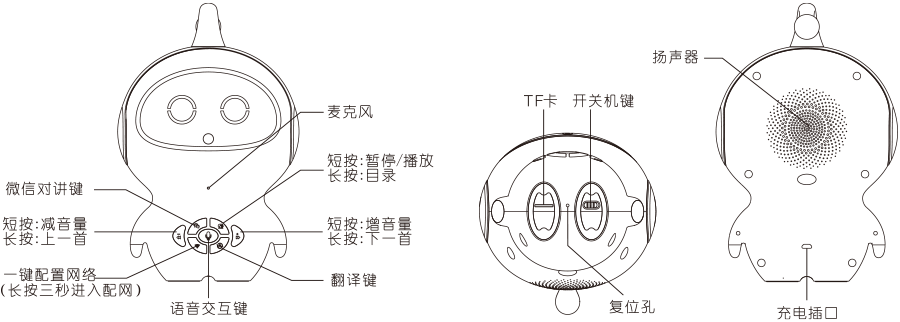 扬声器
TF卡
开关机键
麦克风
短按:暂停/播放
长按:目录
微信对讲键
短按:减音量
长按:上一首
短按:增音量
长按:下一首
一键配置网络
(长按三秒进入配网)
翻译键
语音交互键
复位孔
充电插口